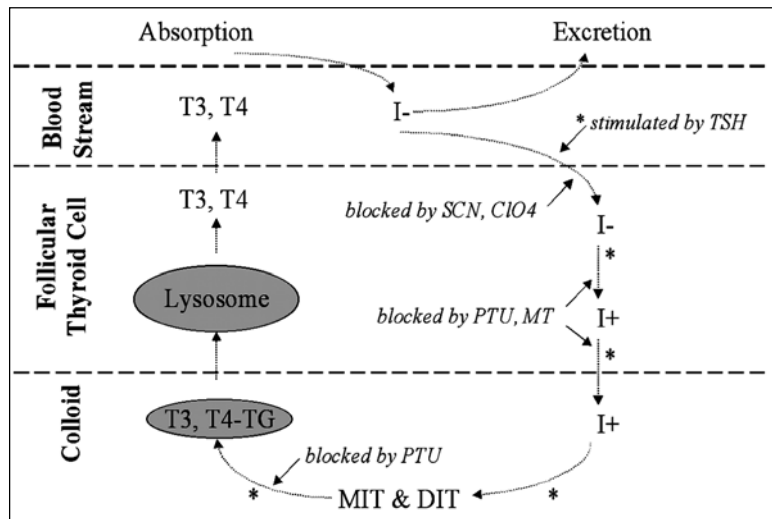 Absorption
Excretion
Blood
Stream
T3, T4
I-
* stimulated by TSH
Follicular
Thyroid Cell
T3, T4
blocked by SCN, ClO4
I-
*
Lysosome
blocked by PTU, MT
I+
*
Colloid
T3, T4-TG
I+
blocked by PTU
*
MIT & DIT
*